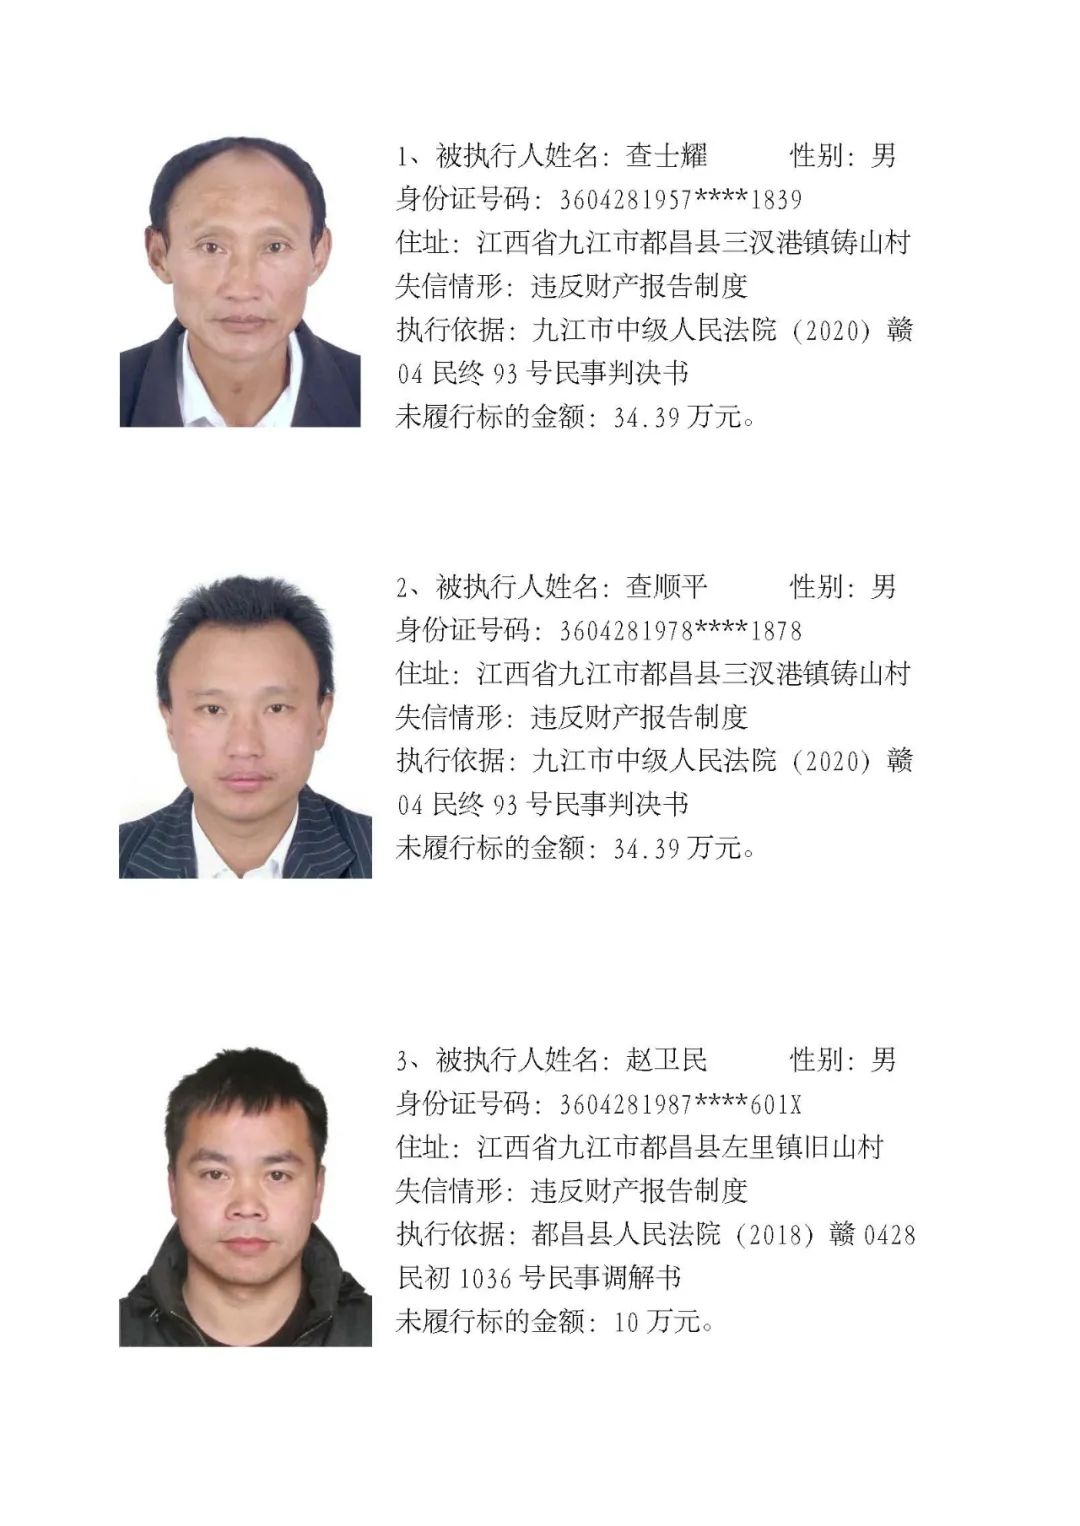 1、被执行人姓名：查士耀　　性别：男
身份证号码：3604281957****1839
住址：江西省九江市都昌县三汊港镇铸山村
失信情形：违反财产报告制度
执行依据：九江市中级人民法院（2020）赣
04民终93号民事判决书
未履行标的金额：34.39万元。
2、被执行人姓名：查顺平　　性别：男
身份证号码：3604281978****1878
住址：江西省九江市都昌县三汊港镇铸山村
失信情形：违反财产报告制度
执行依据：九江市中级人民法院（2020）赣
04民终93号民事判决书
未履行标的金额：34.39万元。
3、被执行人姓名：赵卫民　　性别：男
身份证号码：3604281987****601X
住址：江西省九江市都昌县左里镇旧山村
失信情形：违反财产报告制度
执行依据：都昌县人民法院（2018）赣0428
民初1036号民事调解书
未履行标的金额：10万元。